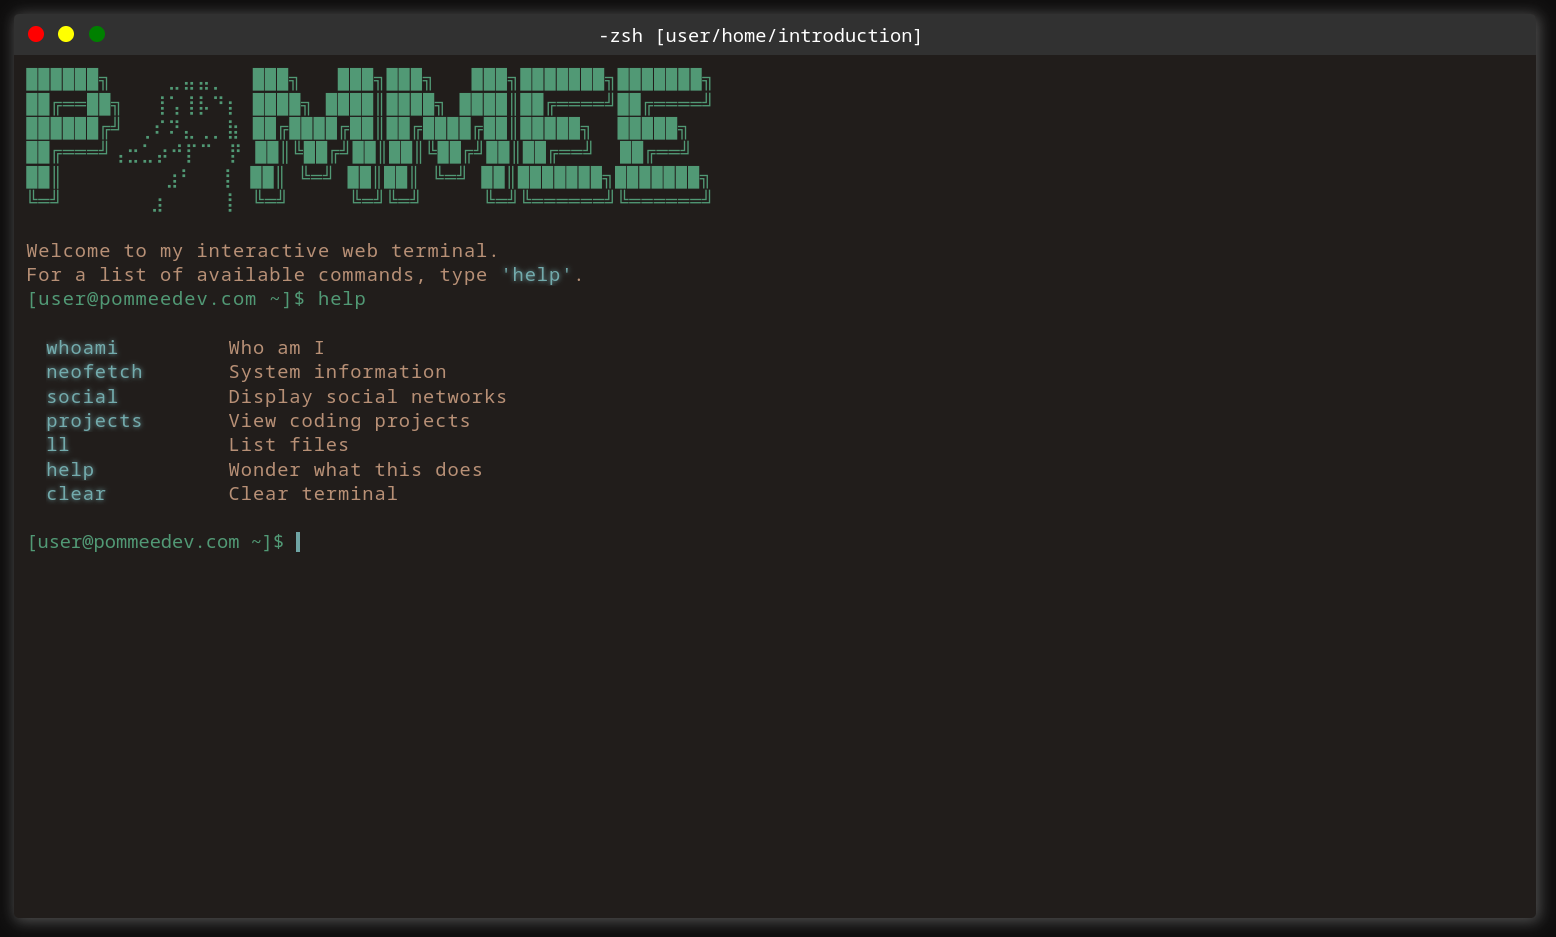 -zsh [user/home/introduction]
PMMEE
Welcome to my interactive web terminal.
For a list of available commands, type 'help'.
[user@pommeedev.com ~]$ help
whoami Who am I
neofetch System information
social Display social networks
projects View coding projects
ll List files
help Wonder what this does
clear Clear terminal
[user@pommeedev.com ~]$